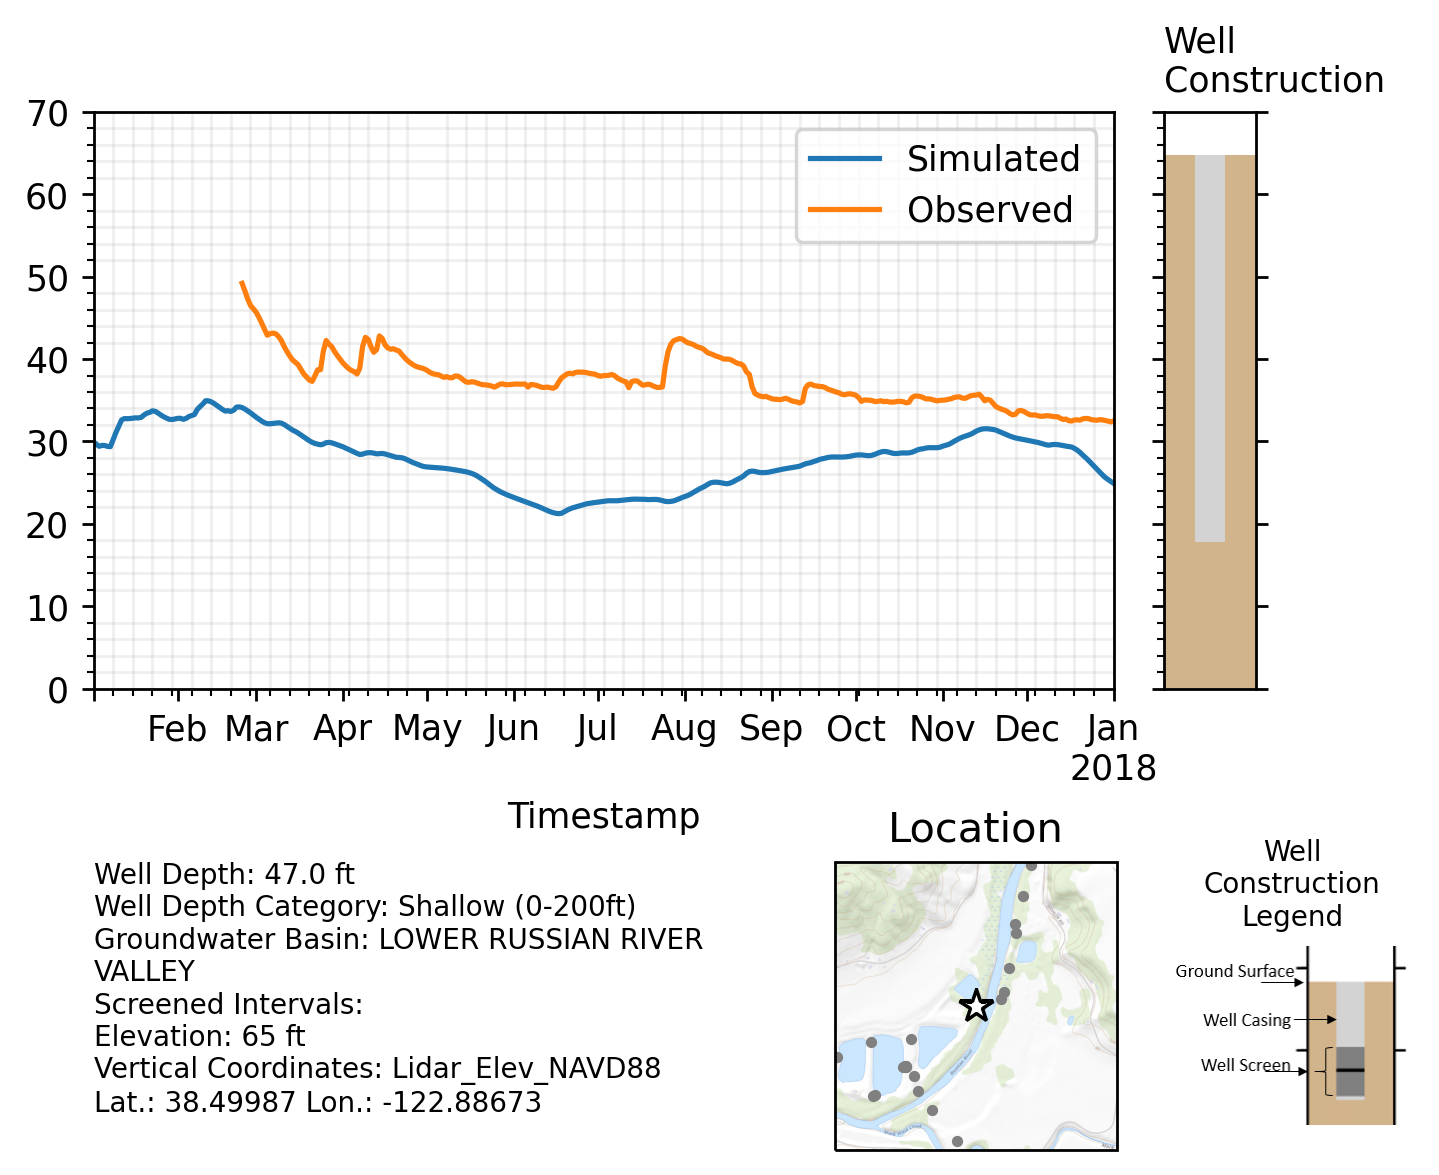 Well
Construction
70
60
50
40
30
20
10
0
Simulated
Observed
Feb Mar Apr May Jun Jul Aug Sep Oct Nov Dec Jan
2018
Timestamp
Well Depth: 47.0 ft
Well Depth Category: Shallow (0-200ft)
Groundwater Basin: LOWER RUSSIAN RIVER
VALLEY
Screened Intervals:
Elevation: 65 ft
Vertical Coordinates: Lidar_Elev_NAVD88
Lat.: 38.49987 Lon.: -122.88673
Location
Well
Construction
Legend
Ground Surface
Well Casing
Well Screen